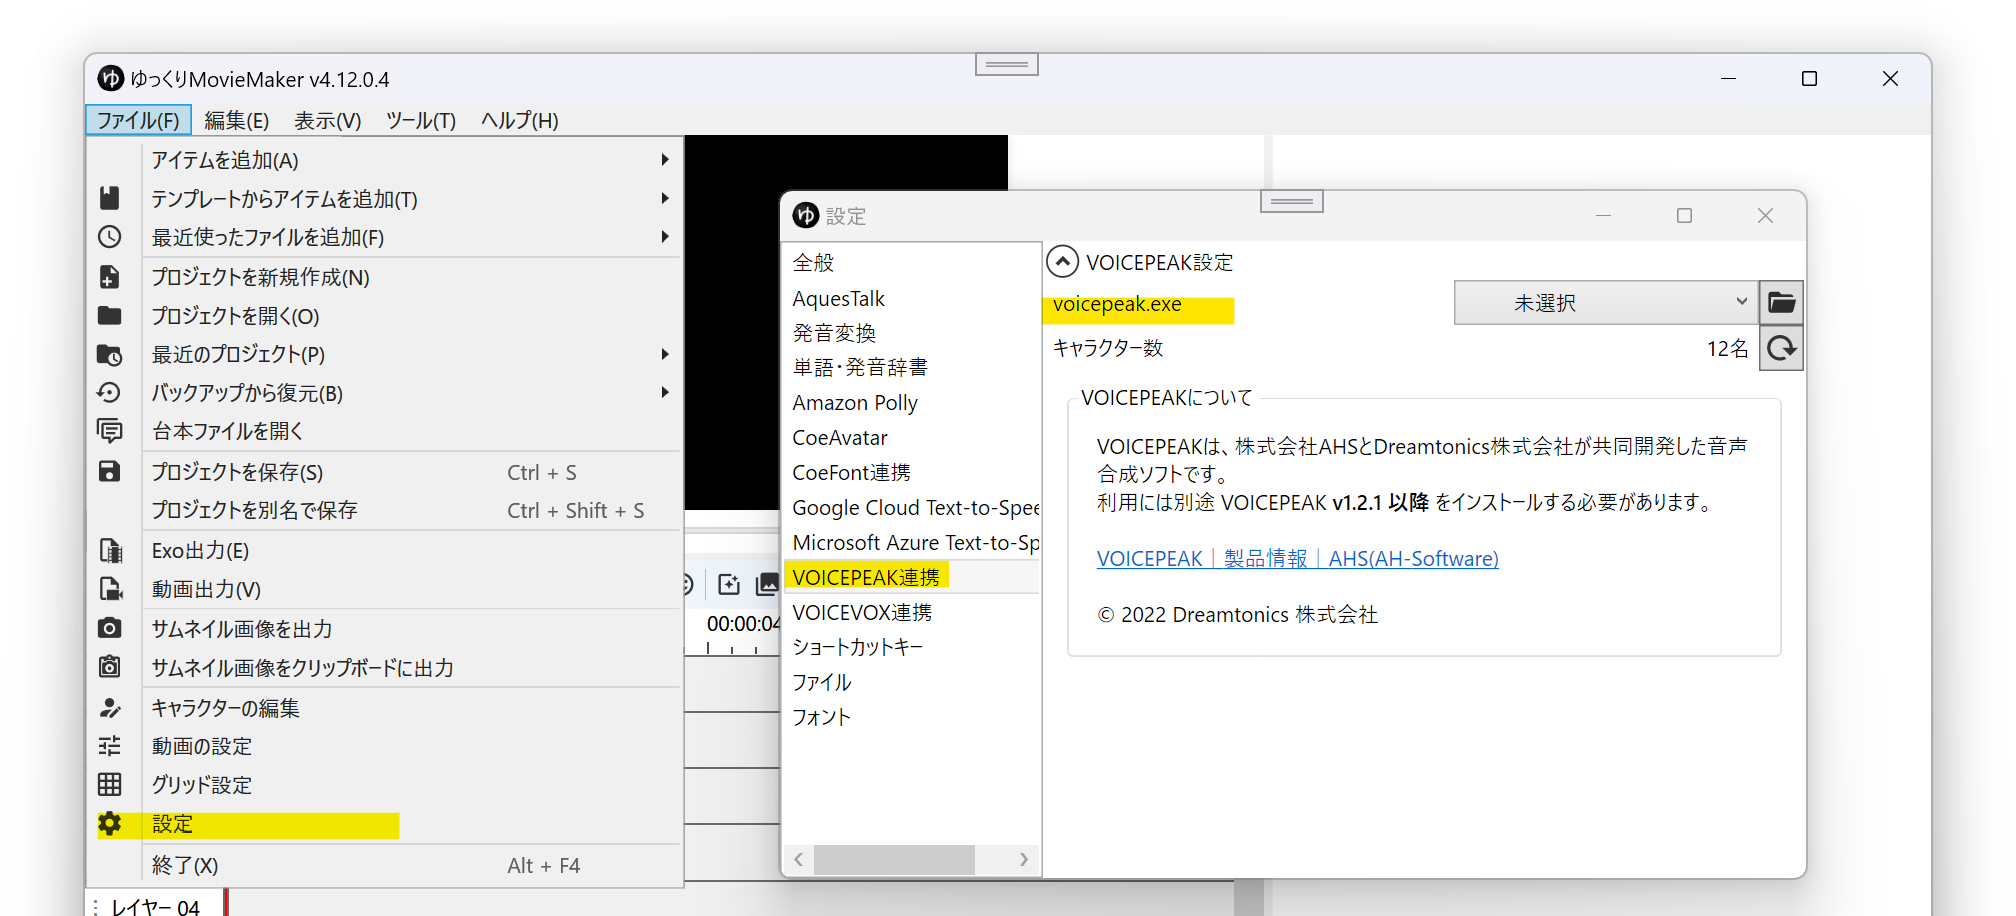 ゆっくりMovieMaker v4.12.0.4
ファイル(F) 編集(E) 表示(V) ツール(T) ヘルプ(H)
アイテムを追加(A)
テンプレートからアイテムを追加(T)
最近使ったファイルを追加(F)
プロジェクトを新規作成(N)
プロジェクトを開く(O)
最近のプロジェクト(P)
バックアップから復元(B)
台本ファイルを開く
プロジェクトを保存(S) Ctrl + S
プロジェクトを別名で保存 Ctrl + Shift + S
Exo出力(E)
動画出力(V)
サムネイル画像を出力
サムネイル画像をクリップボードに出力
キャラクターの編集
動画の設定
グリッド設定
設定
終了(X) Alt + F4
レイヤー 04
00:00:04
設定
全般
AquesTalk
発音変換
単語・発音辞書
Amazon Polly
CoeAvatar
CoeFont連携
Google Cloud Text-to-Spee
Microsoft Azure Text-to-Sp
VOICEPEAK連携
VOICEVOX連携
ショートカットキー
ファイル
フォント
VOICEPEAK設定
voicepeak.exe 未選択
キャラクター数 12名
VOICEPEAKについて
VOICEPEAKは、株式会社AHSとDreamtonics株式会社が共同開発した音声
合成ソフトです。
利用には別途 VOICEPEAK v1.2.1 以降 をインストールする必要があります。
VOICEPEAK｜製品情報｜AHS(AH-Software)
© 2022 Dreamtonics 株式会社